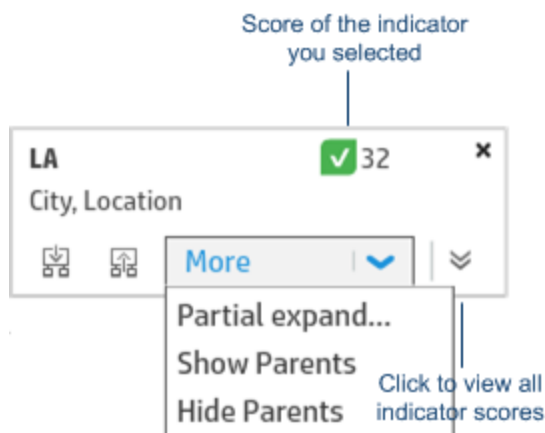 Score of the indicator
you selected
LA
32
City, Location
More
Partial expand...
Show Parents
Hide Parents
Click to view all
indicator scores